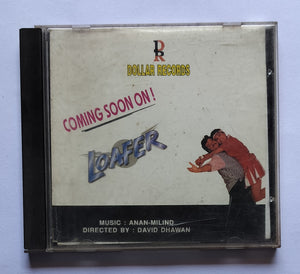 DR
DOLLAR RECORDS
COMING SOON ON !
LOAFER
MUSIC : ANAN-MILIND
DIRECTED BY : DAVID DHAWAN